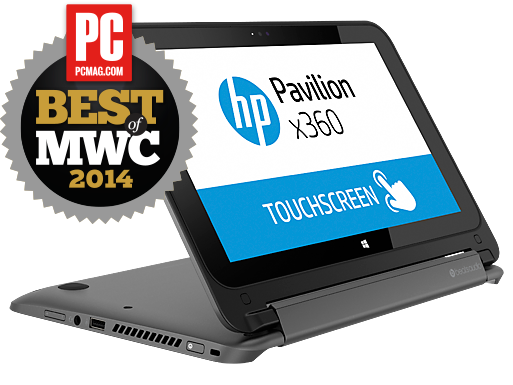 PC
PCMAG.COM
BEST
of
MWC
2014
hp
Pavilion
x360
TOUCHSCREEN